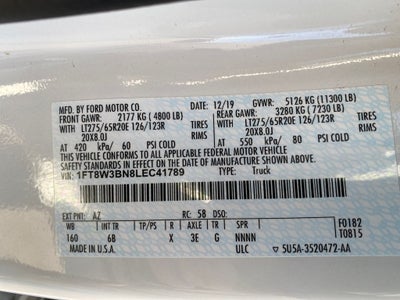 MFD. BY FORD MOTOR CO. 12/19 GVWR: 5126 KG (11300 LB)
FRONT GAWR: 2177 KG (4800 LB) REAR GAWR: 3280 KG (7230 LB)
WITH LT275/65R20E 126/123R TIRES WITH LT275/65R20E 126/123R TIRES
20X8.0J RIMS 20X8.0J RIMS
AT 420 kPa/ 60 PSI COLD AT 550 kPa/ 80 PSI COLD
THIS VEHICLE CONFORMS TO ALL APPLICABLE FEDERAL MOTOR VEHICLE
SAFETY STANDARDS IN EFFECT ON THE DATE OF MANUFACTURE SHOWN ABOVE.
VIN: 1FT8W3BN8LEC41789 TYPE: Truck
EXT PNT: AZ RC: 58 DSO:
WB INT TR TP/PS R AXLE TR SPR F0182
160 6B X 3E G NNNN T0815
MADE IN U.S.A. ULC ▽ 5U5A-3520472-AA